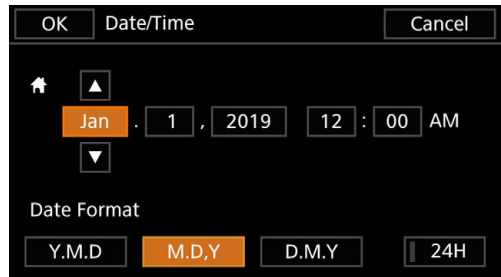 OK Date/Time Cancel
Jan . 1 , 2019 12 : 00 AM
Date Format
Y.M.D M.D,Y D.M.Y 24H